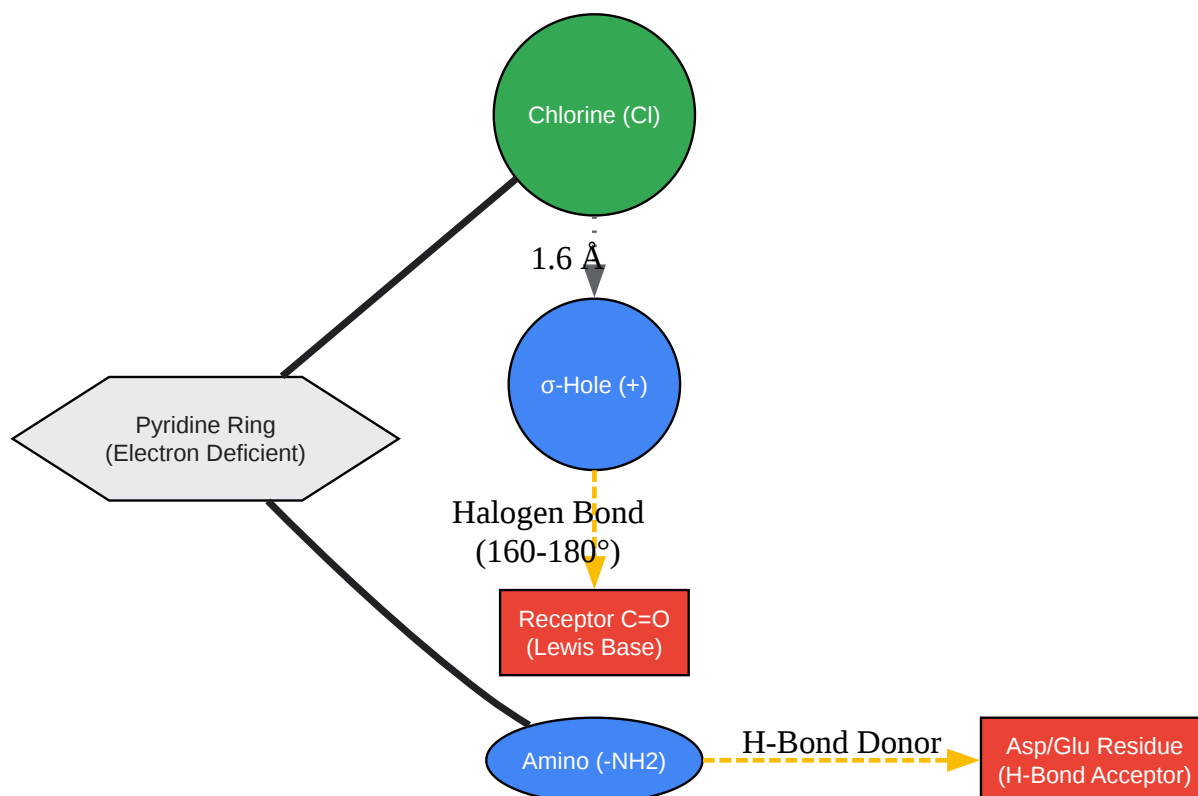 Chlorine (Cl)
1.6 Å
σ-Hole (+)
Pyridine Ring
(Electron Deficient)
Halogen Bond
(160-180°)
Receptor C=O
(Lewis Base)
Amino (-NH2)
H-Bond Donor
Asp/Glu Residue
(H-Bond Acceptor)